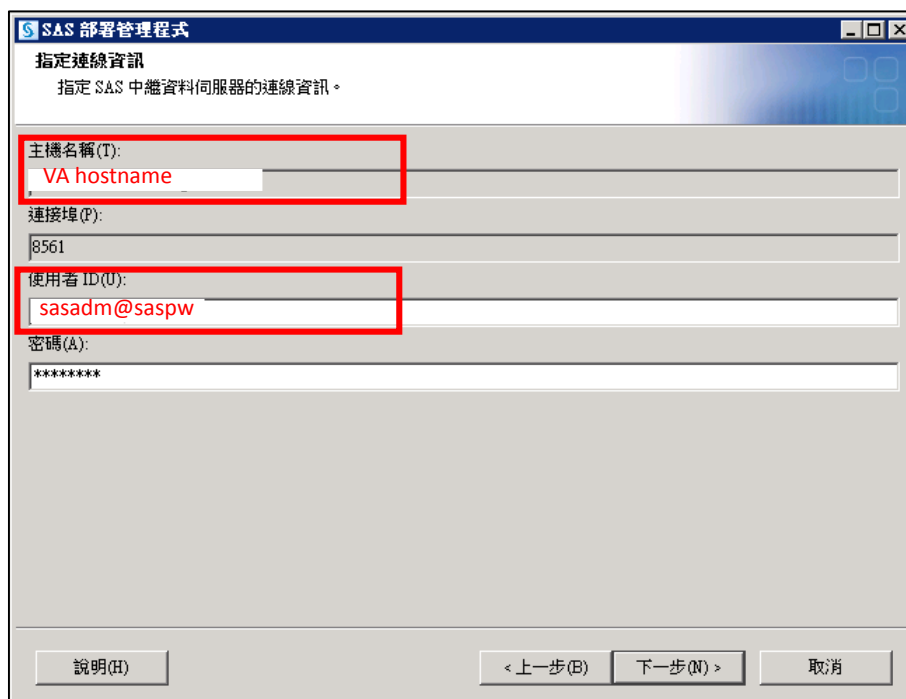 SAS 部署管理程式
指定連線資訊
指定 SAS 中繼資料伺服器的連線資訊。
主機名稱(T):
VA hostname
連接埠(P):
8561
使用者 ID(U):
sasadm@saspw
密碼(A):
********
說明(H)
<上一步(B)
下一步(N) >
取消